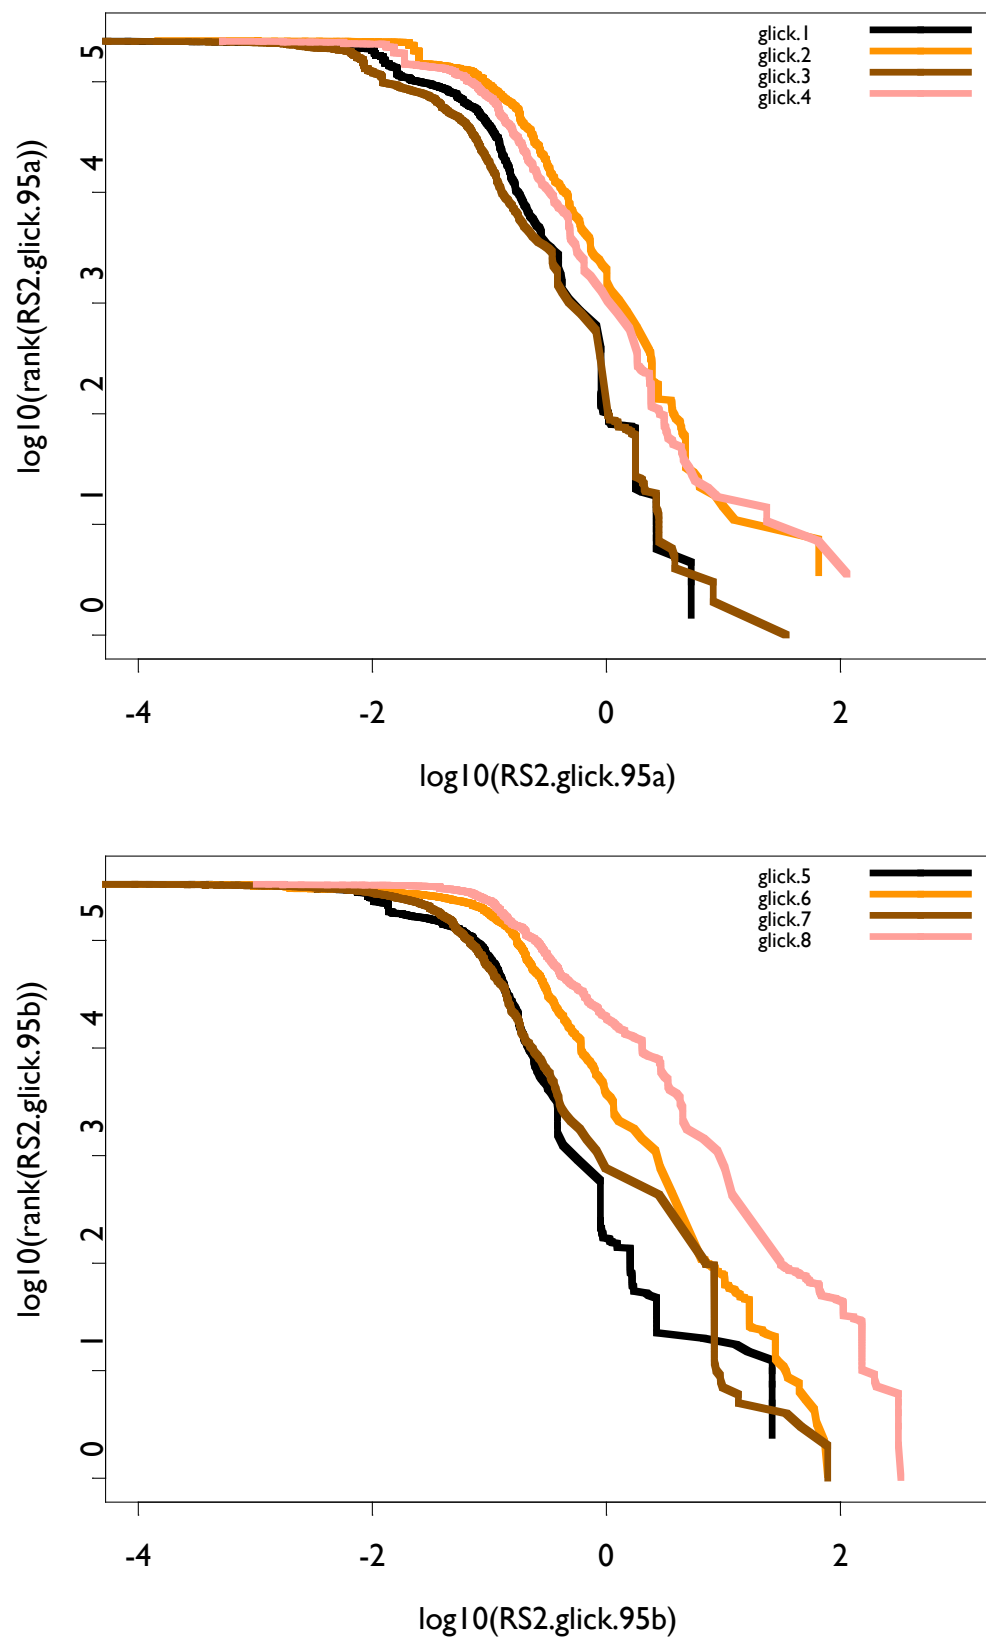 glick.1
glick.2
glick.3
glick.4
log10(rank(RS2.glick.95a))
5
4
3
2
1
0
-4 -2 0 2
log10(RS2.glick.95a)
glick.5
glick.6
glick.7
glick.8
log10(rank(RS2.glick.95b))
5
4
3
2
1
0
-4 -2 0 2
log10(RS2.glick.95b)